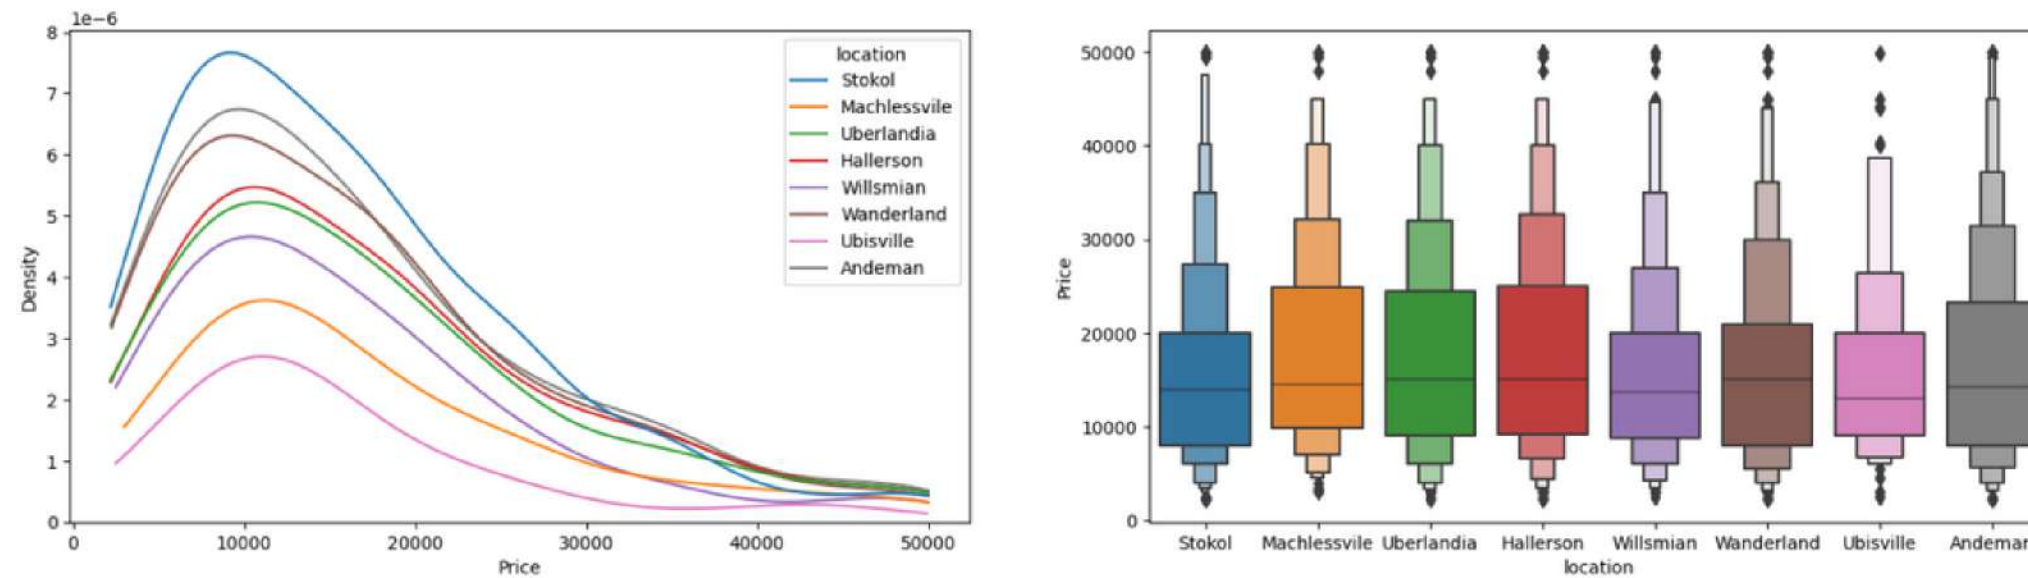 1e−6
8
7
6
5
4
3
2
1
0
Density
0 10000 20000 30000 40000 50000
Price
location
Stokol
Machlessvile
Uberlandia
Hallerson
Willsmian
Wanderland
Ubisville
Andeman
50000
40000
30000
20000
10000
0
Price
Stokol Machlessvile Uberlandia Hallerson Willsmian Wanderland Ubisville Andeman
location